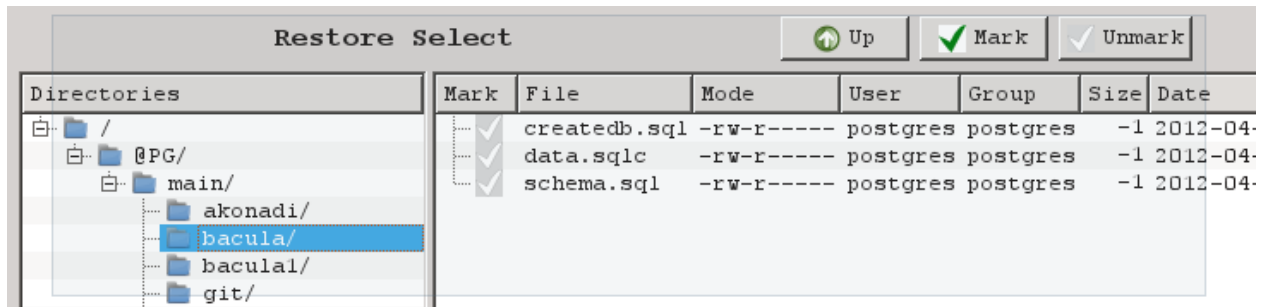 Restore Select Up Mark Unmark
Directories Mark File Mode User Group Size Date
/ createdb.sql -rw-r----- postgres postgres -1 2012-04-
@PG/ data.sqlc -rw-r----- postgres postgres -1 2012-04-
main/ schema.sql -rw-r----- postgres postgres -1 2012-04-
akonadi/
bacula/
bacula1/
git/